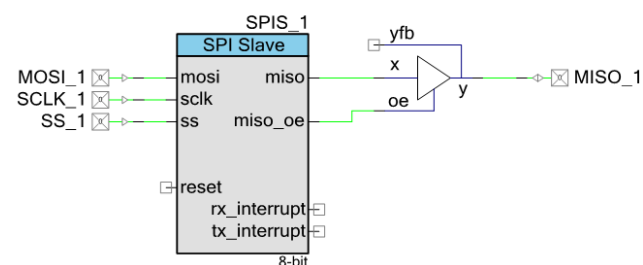 SPIS_1
SPI Slave
yfb
MOSI_1
mosi
miso
x
y
MISO_1
SCLK_1
sclk
oe
SS_1
ss
miso_oe
reset
rx_interrupt
tx_interrupt
8-bit